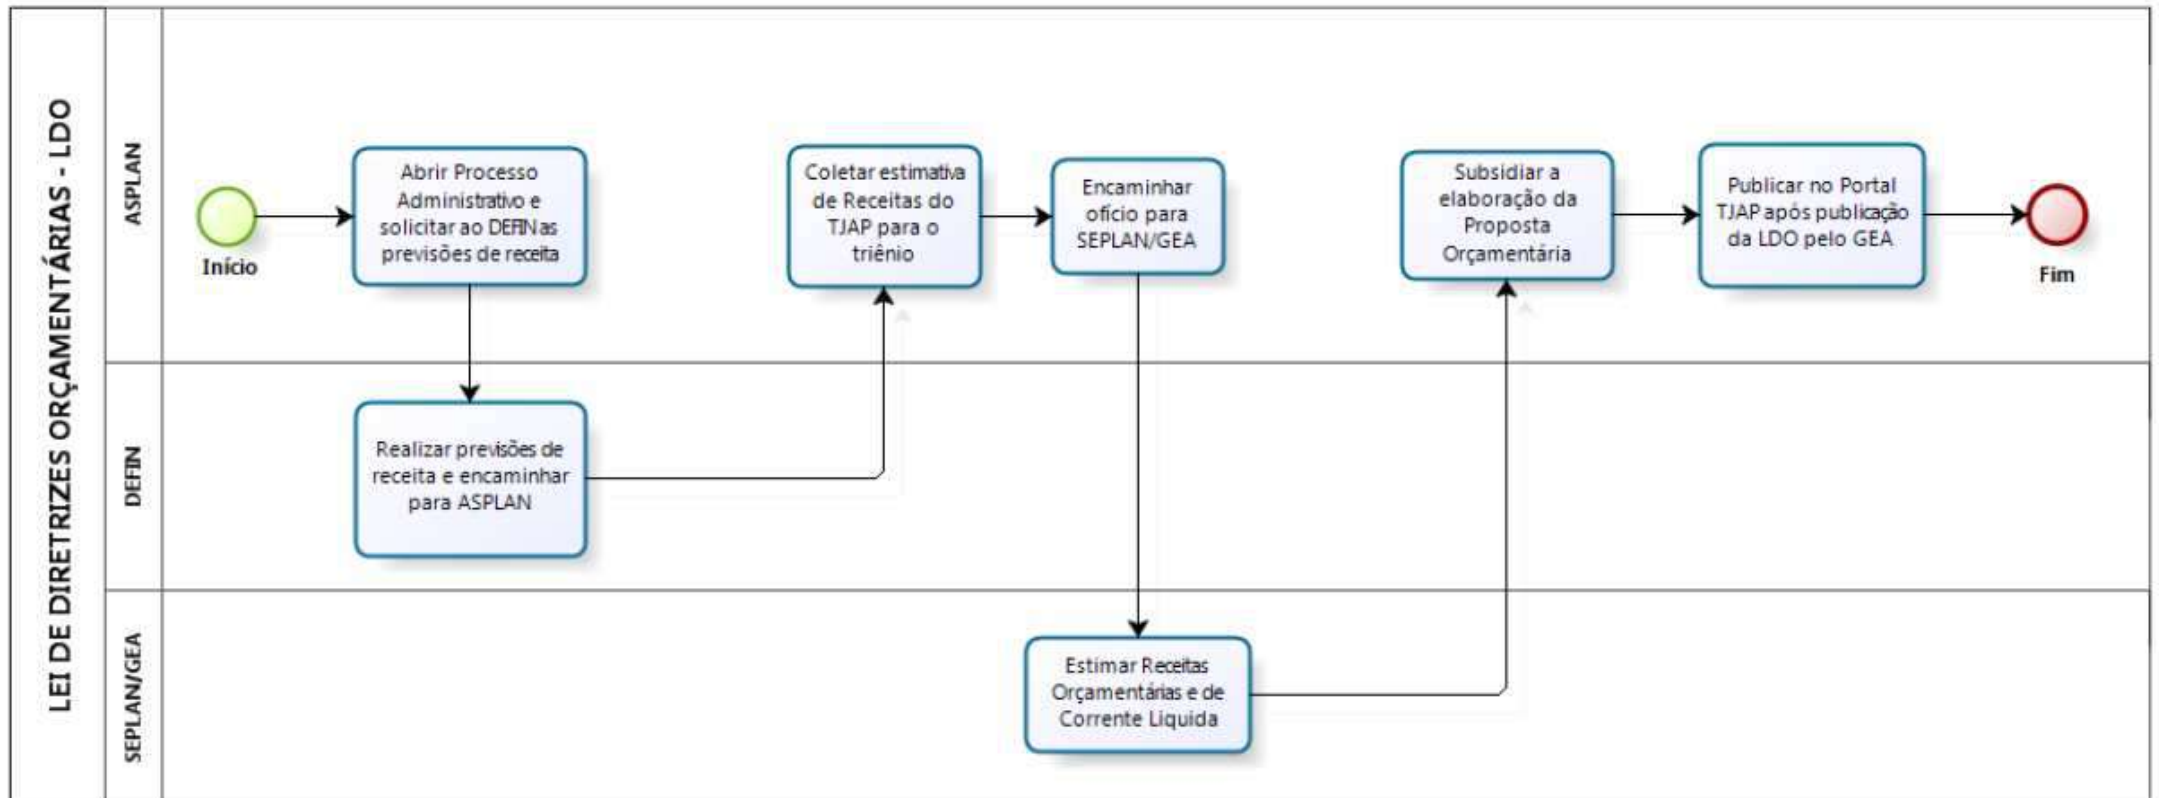 LEI DE DIRETRIZES ORÇAMENTÁRIAS - LDO
ASPLAN
Início
Abrir Processo
Administrativo e
solicitar ao DEFIN as
previsões de receita
Coletar estimativa
de Receitas do
TJAP para o
triênio
Encaminhar
ofício para
SEPLAN/GEA
Subsidiar a
elaboração da
Proposta
Orçamentária
Publicar no Portal
TJAP após publicação
da LDO pelo GEA
Fim
DEFIN
Realizar previsões de
receita e encaminhar
para ASPLAN
SEPLAN/GEA
Estimar Receitas
Orçamentárias e de
Corrente Liquida